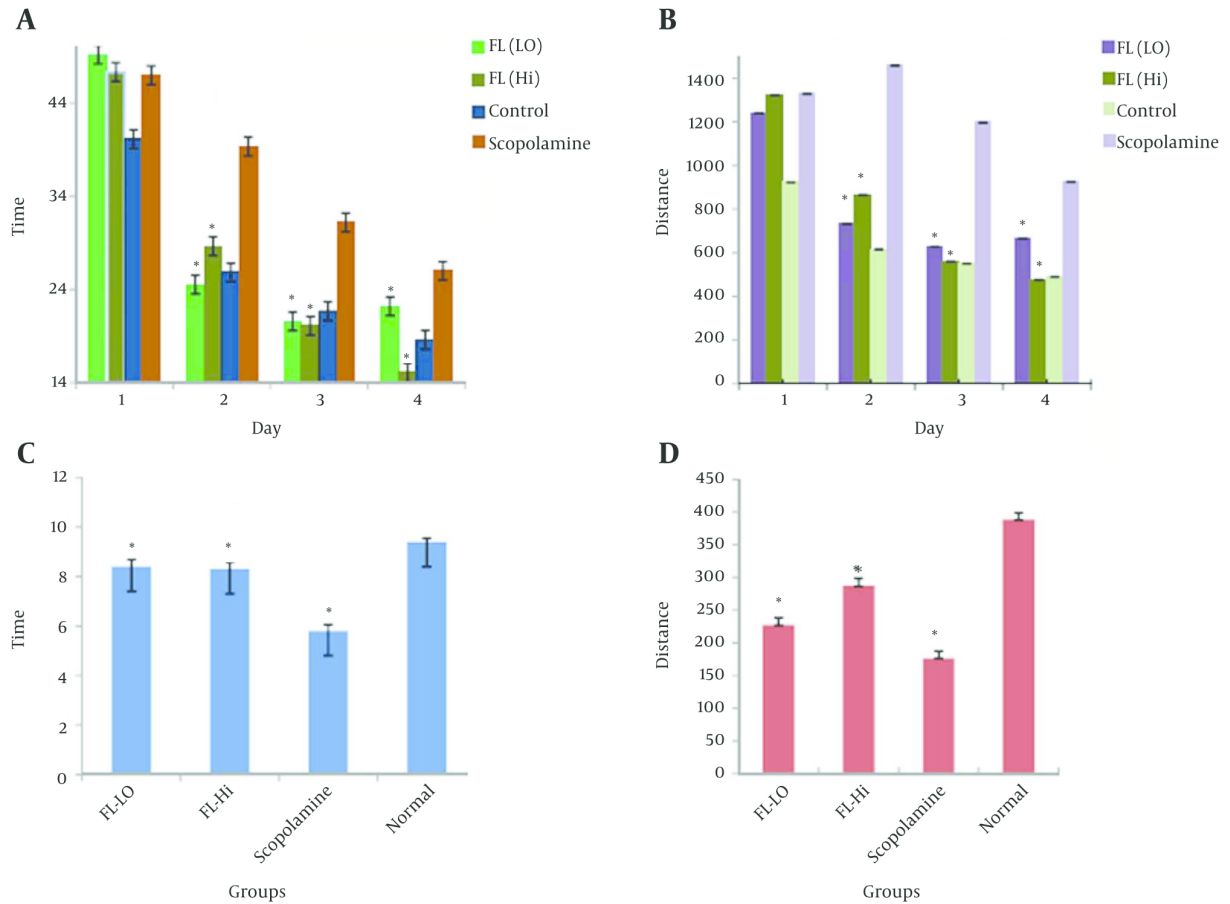 A
FL (LO)
FL (Hi)
Control
Scopolamine
44
34
24
14
Time
*
*
*
*
*
*
1
2
3
4
Day
B
FL (LO)
FL (Hi)
Control
Scopolamine
1400
1200
1000
800
600
400
200
0
Distance
*
*
*
*
*
*
1
2
3
4
Day
C
12
10
8
6
4
2
0
Time
*
*
*
FL-LO
FL-Hi
Scopolamine
Normal
Groups
D
450
400
350
300
250
200
150
100
50
0
Distance
*
**
*
FL-LO
FL-Hi
Scopolamine
Normal
Groups